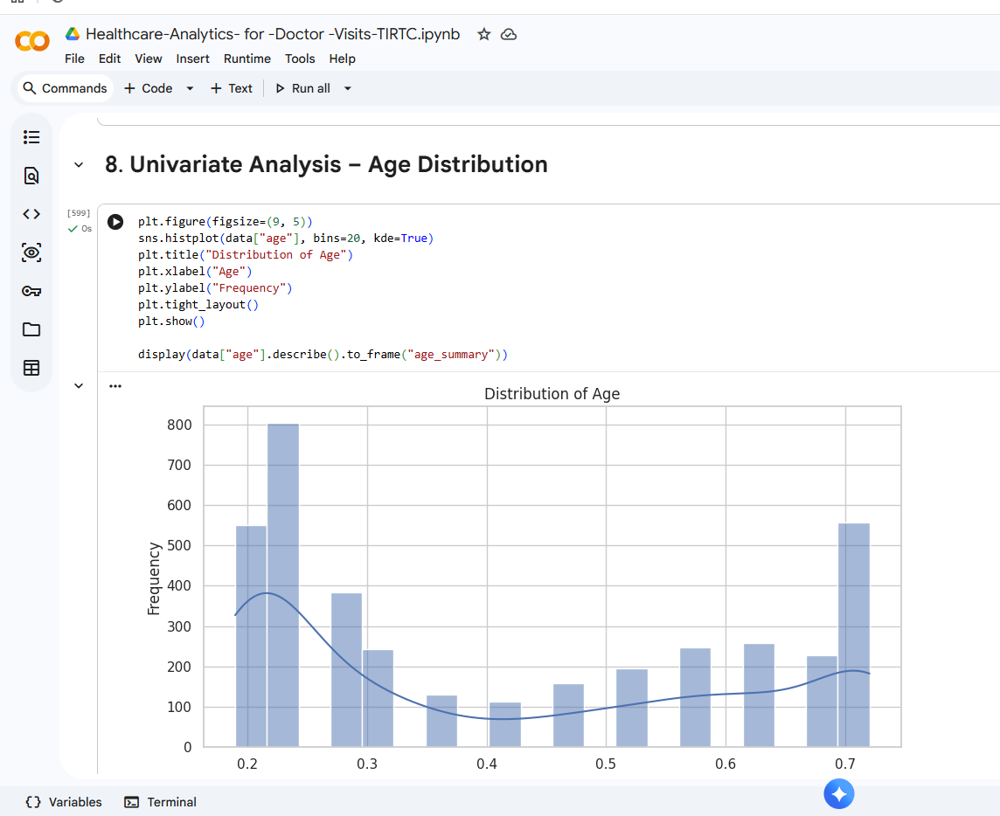 Healthcare-Analytics- for -Doctor -Visits-TIRTC.ipynb
File Edit View Insert Runtime Tools Help
Commands + Code + Text Run all
8. Univariate Analysis – Age Distribution
[599]
0s
plt.figure(figsize=(9, 5))
sns.histplot(data["age"], bins=20, kde=True)
plt.title("Distribution of Age")
plt.xlabel("Age")
plt.ylabel("Frequency")
plt.tight_layout()
plt.show()
display(data["age"].describe().to_frame("age_summary"))
Distribution of Age
800
700
600
500
400
300
200
100
0
Frequency
0.2 0.3 0.4 0.5 0.6 0.7
Variables Terminal